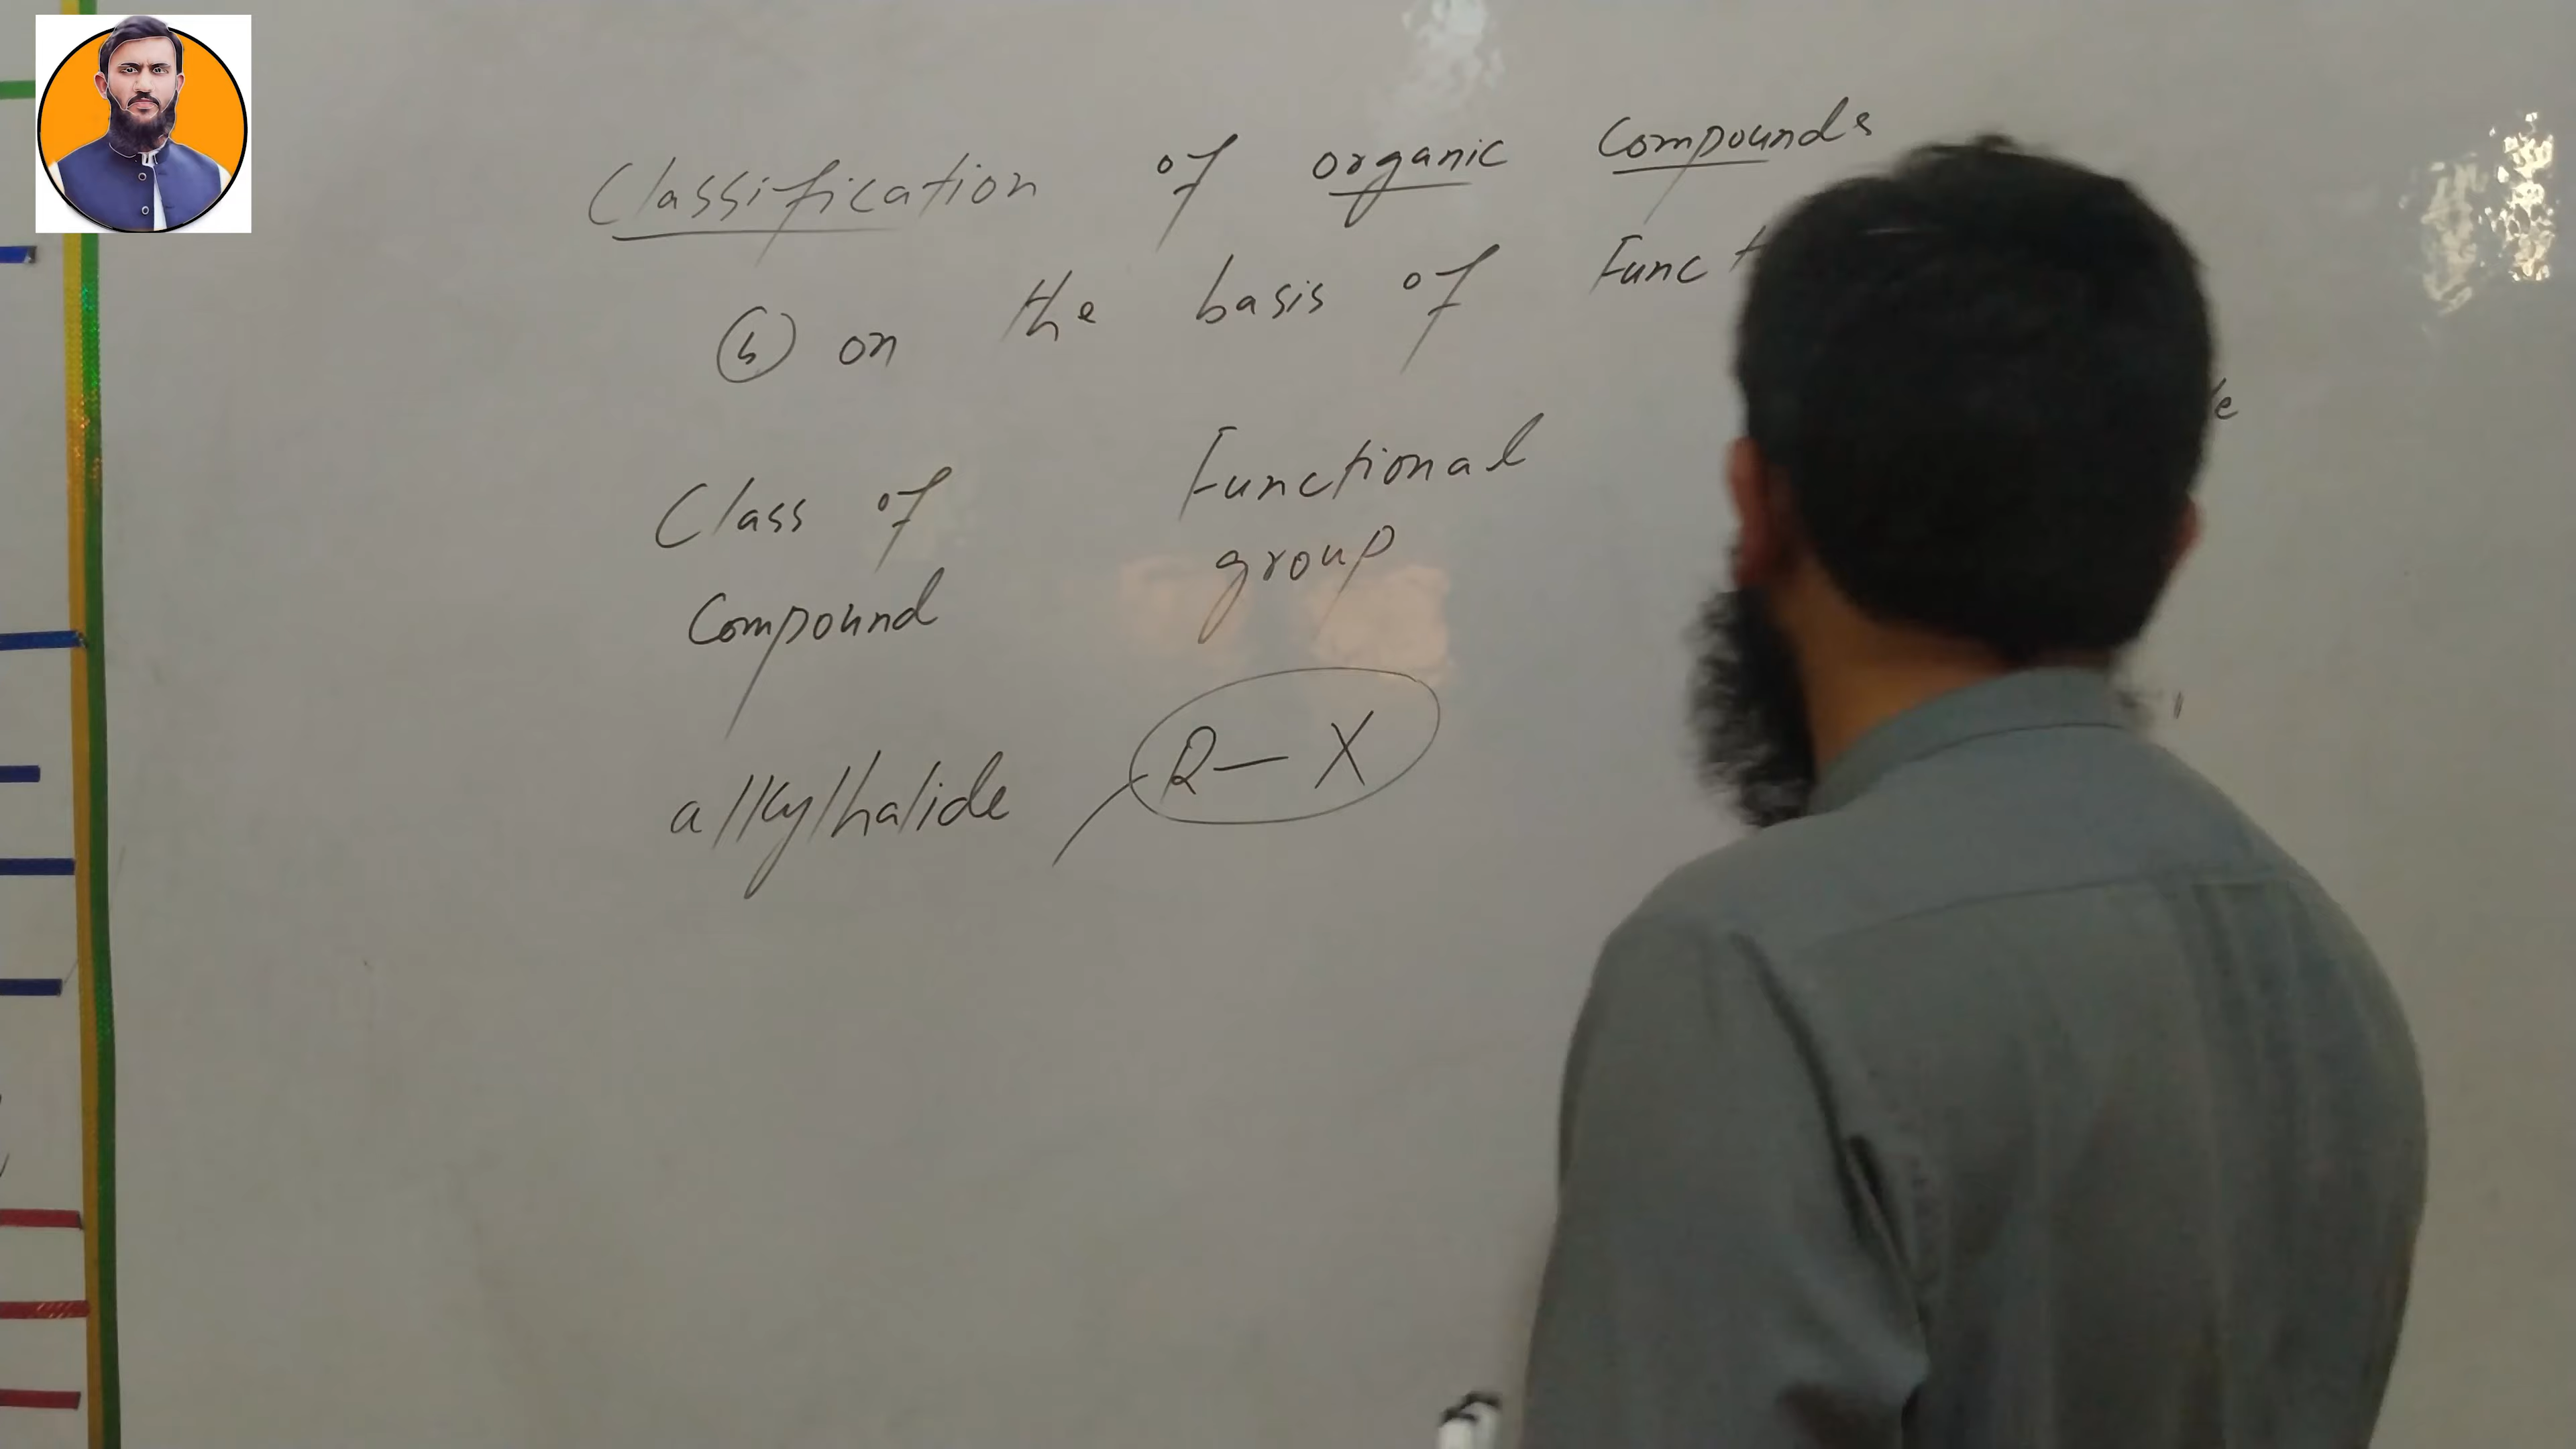 Classification of organic Compounds
(b) on the basis of Funct
Class of Functional
Compound group
alkylhalide R — X